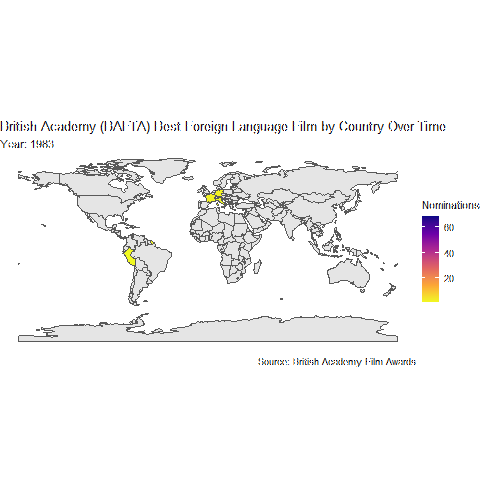 British Academy (BAFTA) Best Foreign Language Film by Country Over Time
Year: 1983
Nominations
60
40
20
Source: British Academy Film Awards